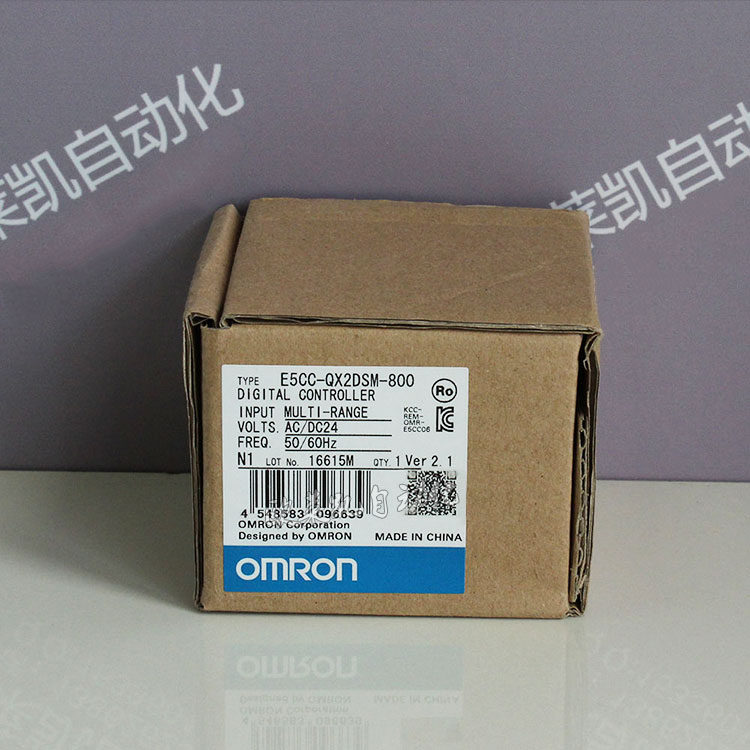 莱凯自动化
莱凯自动化
TYPE E5CC-QX2DSM-800
DIGITAL CONTROLLER
INPUT MULTI-RANGE
VOLTS. AC/DC24
FREQ. 50/60Hz
N1 LOT No. 16615M QTY. 1 Ver 2.1
Ro
KCC-
REM-
OMR-
E5CC06
4 548583 096639
OMRON Corporation
Designed by OMRON
MADE IN CHINA
OMRON